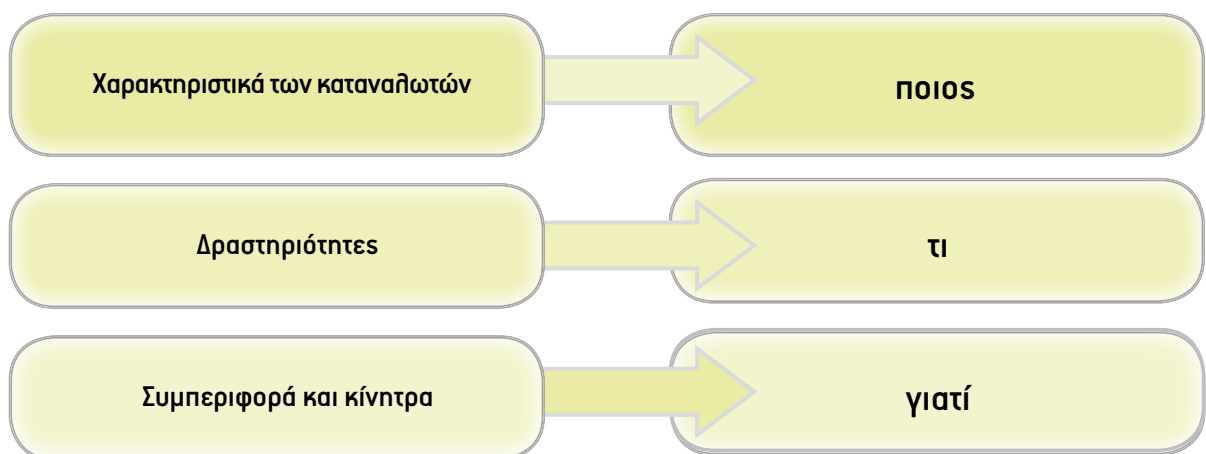 Χαρακτηριστικά των καταναλωτών
ποιος
Δραστηριότητες
τι
Συμπεριφορά και κίνητρα
γιατί